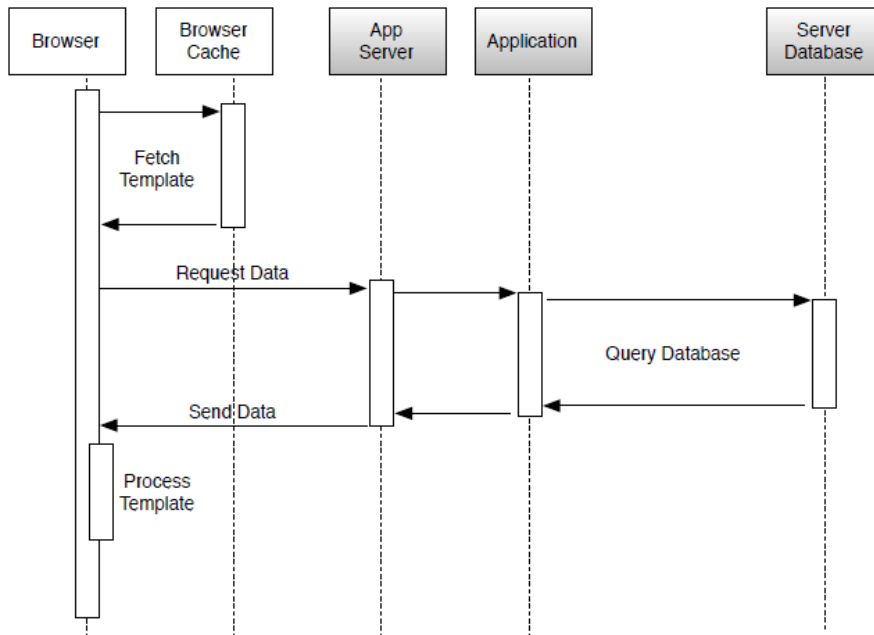 Browser
Browser
Cache
App
Server
Application
Server
Database
Fetch
Template
Request Data
Query Database
Send Data
Process
Template